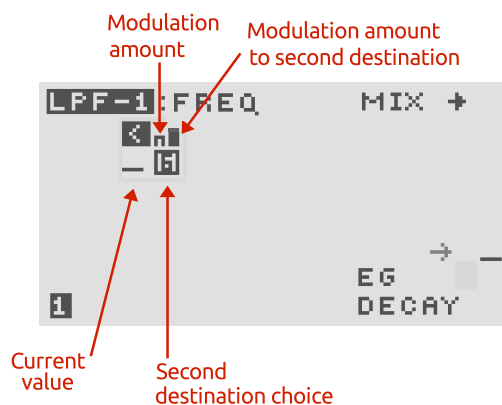 Modulation
amount
Modulation amount
to second destination
LPF-1:FREQ
MIX +
<
G
EG
1
DECAY
Current
value
Second
destination choice